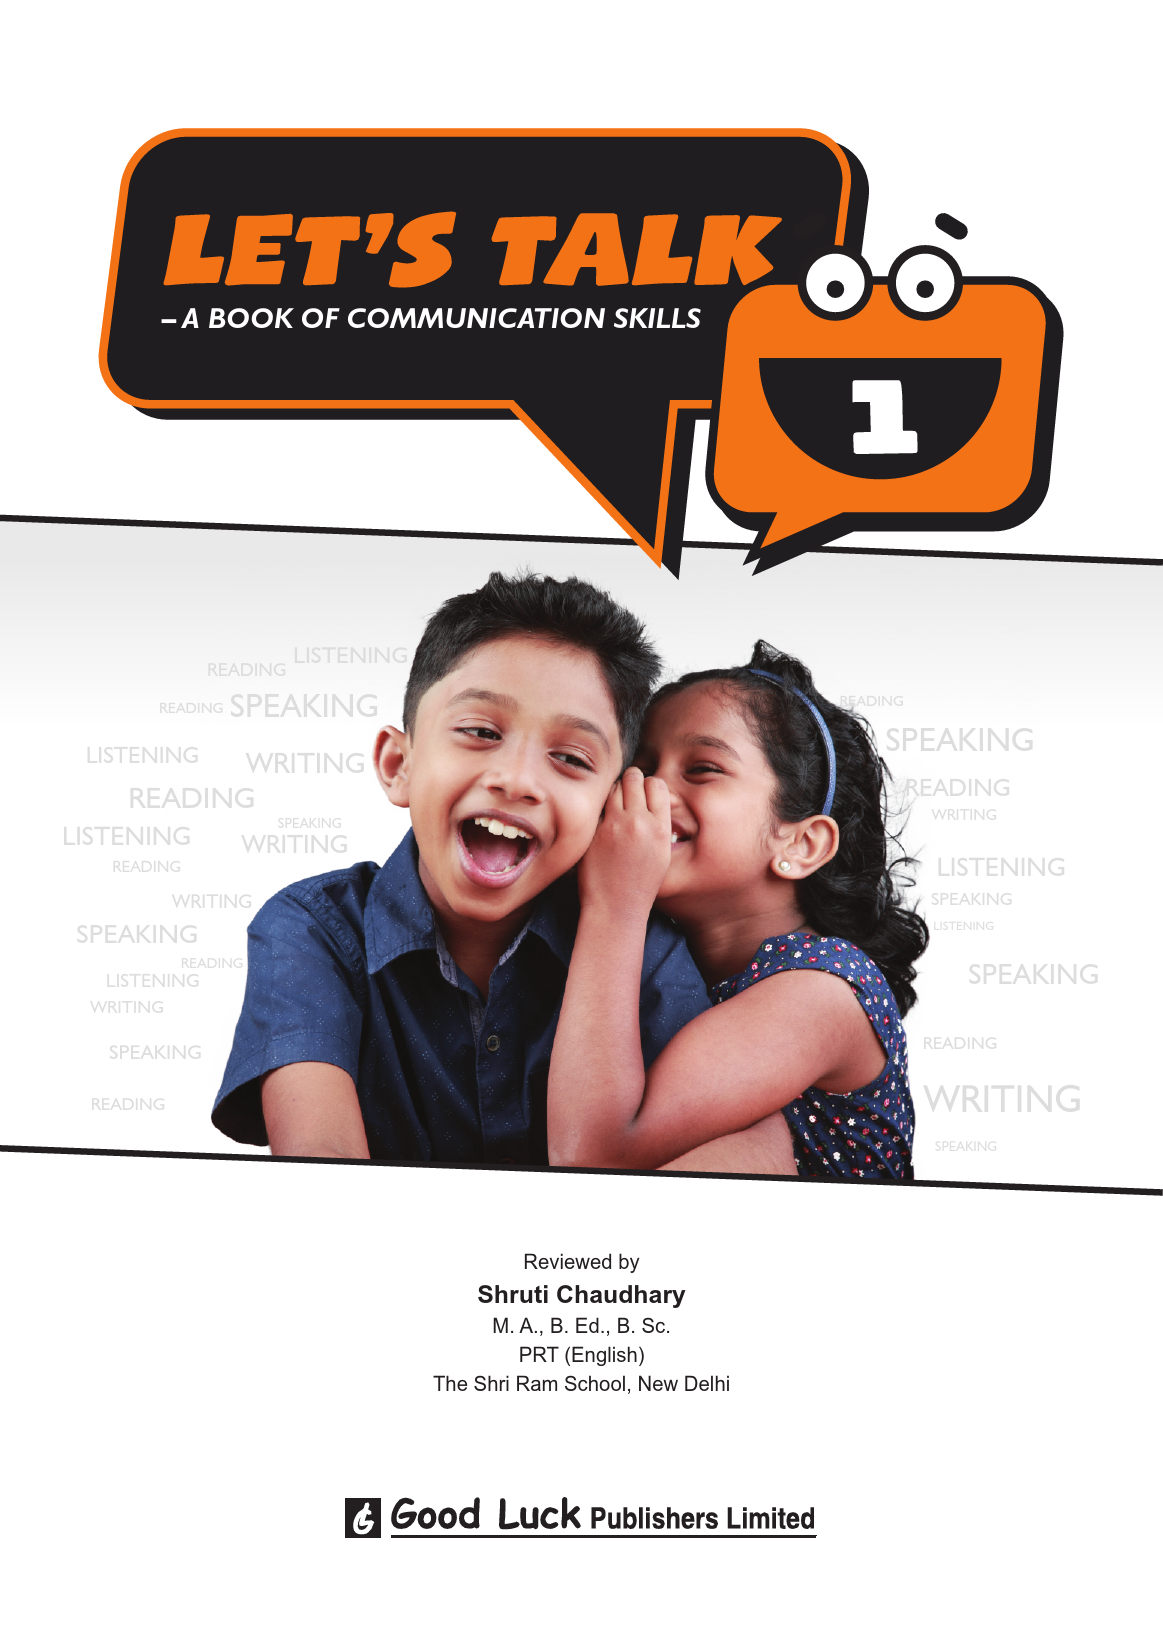 LET'S TALK
– A BOOK OF COMMUNICATION SKILLS
1
LISTENING
READING
READING SPEAKING
LISTENING
WRITING
READING
SPEAKING
LISTENING
WRITING
READING
WRITING
SPEAKING
READING
LISTENING
WRITING
SPEAKING
READING
READING
SPEAKING
READING
WRITING
LISTENING
SPEAKING
LISTENING
SPEAKING
READING
WRITING
SPEAKING
Reviewed by
Shruti Chaudhary
M. A., B. Ed., B. Sc.
PRT (English)
The Shri Ram School, New Delhi
Good Luck Publishers Limited